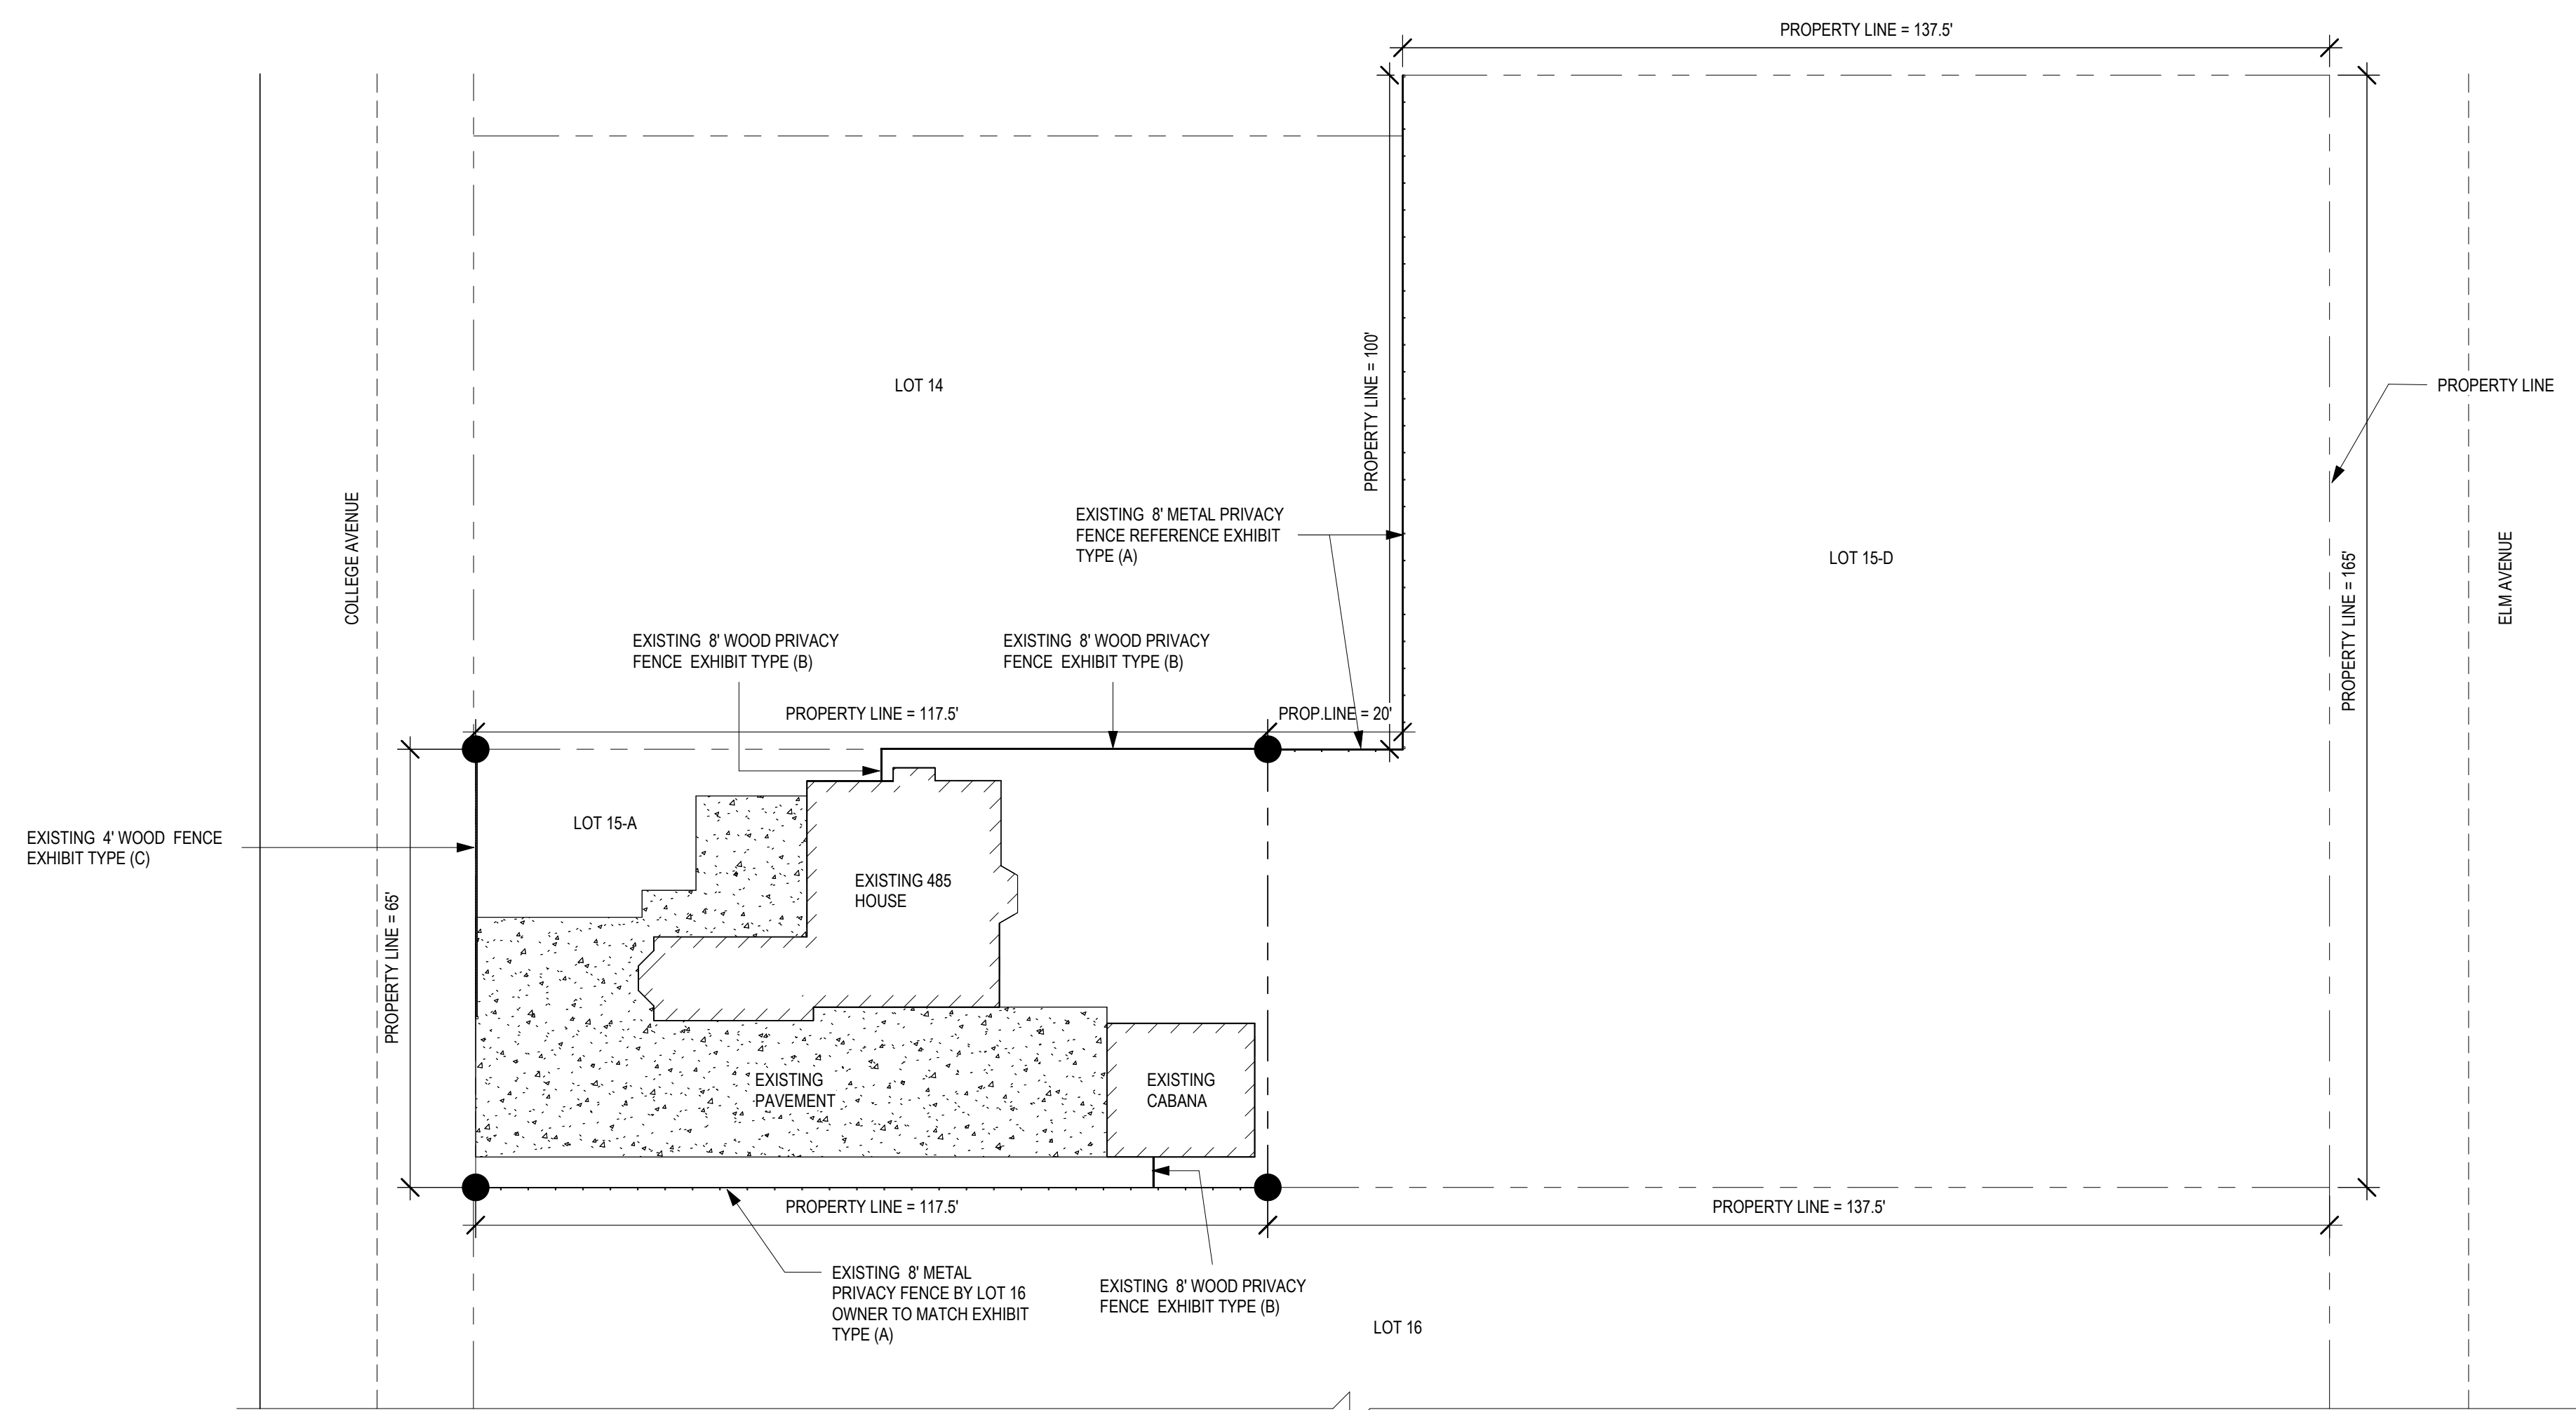 PROPERTY LINE = 137.5'
PROPERTY LINE = 100'
LOT 14
PROPERTY LINE
COLLEGE AVENUE
EXISTING 8' METAL PRIVACY
FENCE REFERENCE EXHIBIT
TYPE (A)
LOT 15-D
PROPERTY LINE = 165'
ELM AVENUE
EXISTING 8' WOOD PRIVACY
FENCE EXHIBIT TYPE (B)
EXISTING 8' WOOD PRIVACY
FENCE EXHIBIT TYPE (B)
PROPERTY LINE = 117.5'
PROP.LINE = 20'
EXISTING 4' WOOD FENCE
EXHIBIT TYPE (C)
LOT 15-A
PROPERTY LINE = 65'
EXISTING 485
HOUSE
EXISTING
PAVEMENT
EXISTING
CABANA
PROPERTY LINE = 117.5'
PROPERTY LINE = 137.5'
EXISTING 8' METAL
PRIVACY FENCE BY LOT 16
OWNER TO MATCH EXHIBIT
TYPE (A)
EXISTING 8' WOOD PRIVACY
FENCE EXHIBIT TYPE (B)
LOT 16